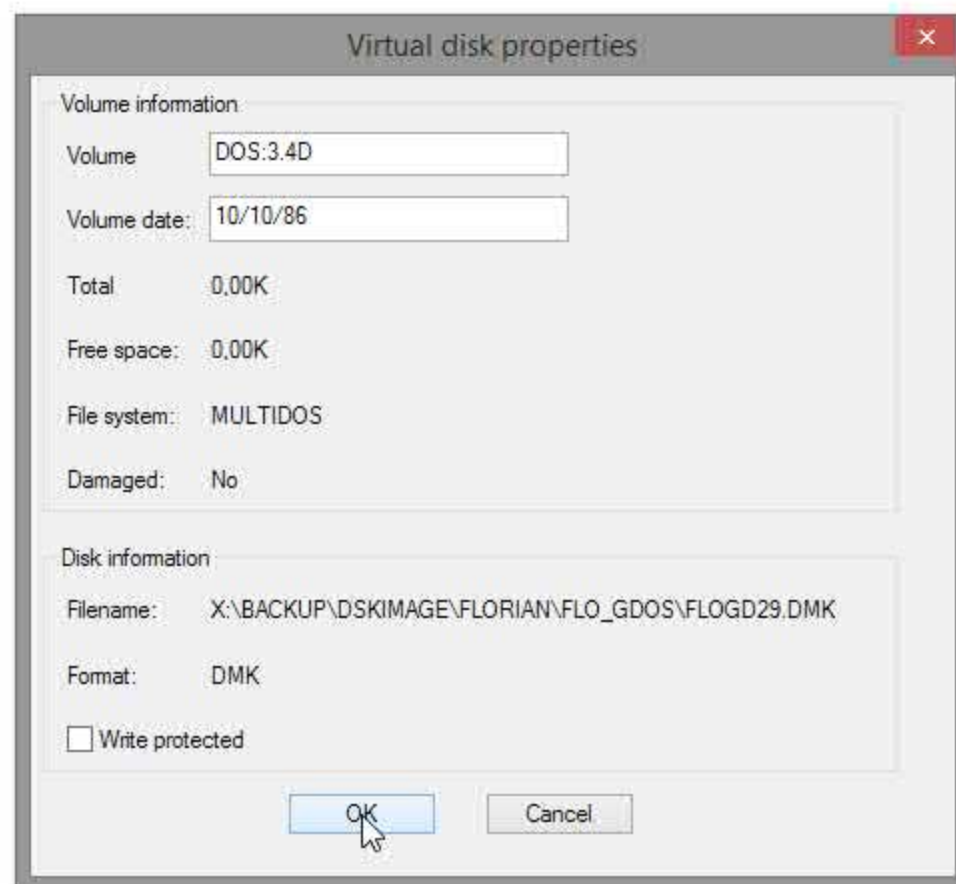 Virtual disk properties
Volume information
Volume DOS:3.4D
Volume date: 10/10/86
Total 0,00K
Free space: 0,00K
File system: MULTIDOS
Damaged: No
Disk information
Filename: X:\BACKUP\DSKIMAGE\FLORIAN\FLO_GDOS\FLOGD29.DMK
Format: DMK
Write protected
OK Cancel